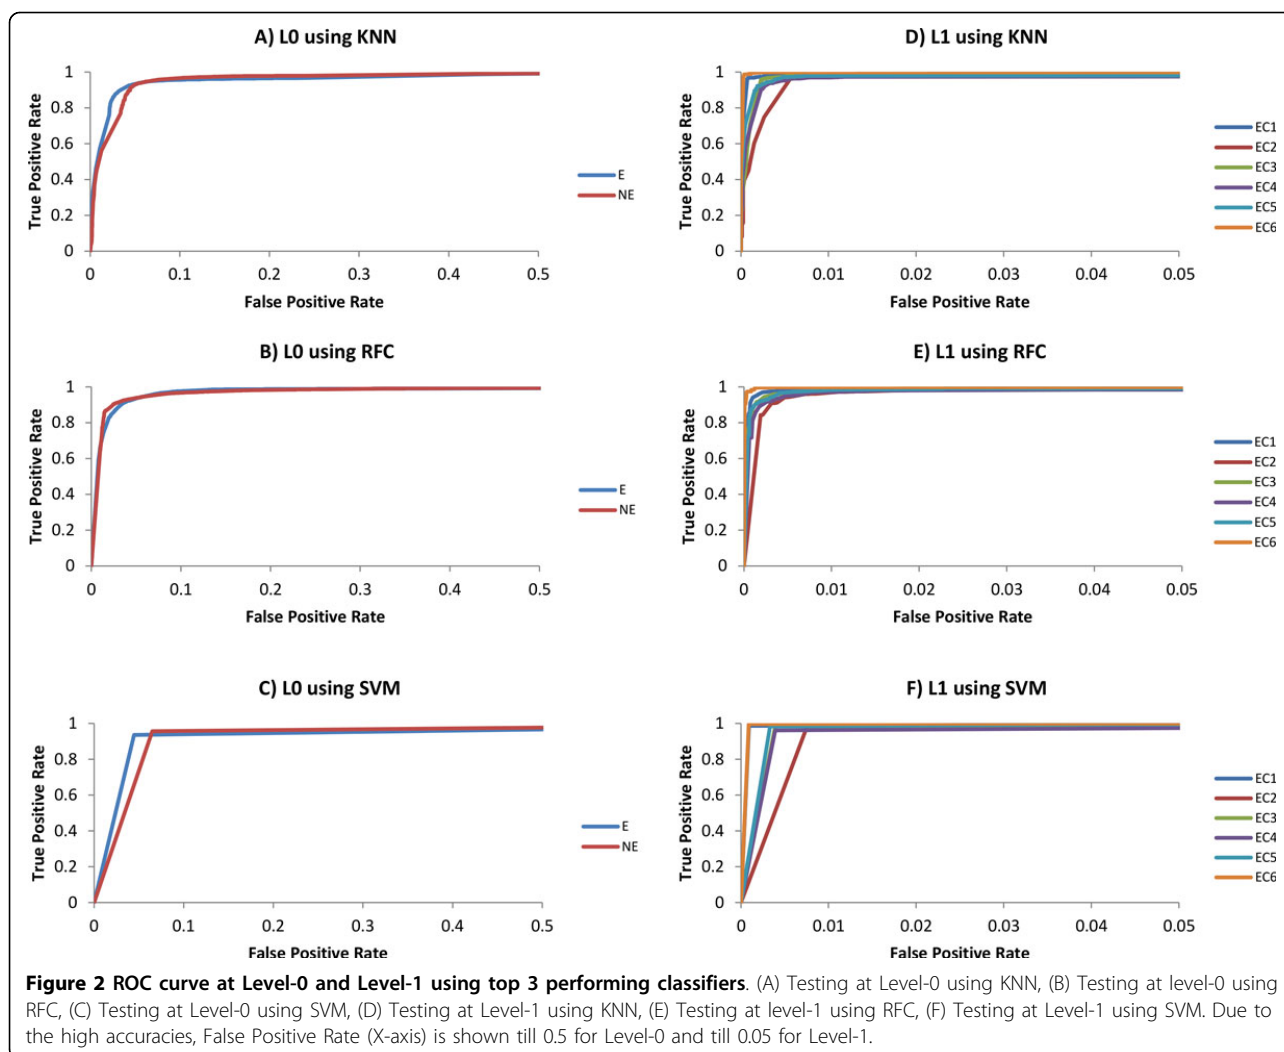 A) L0 using KNN
True Positive Rate
1
0.8
0.6
0.4
0.2
0
0 0.1 0.2 0.3 0.4 0.5
False Positive Rate
E
NE
D) L1 using KNN
True Positive Rate
1
0.8
0.6
0.4
0.2
0
0 0.01 0.02 0.03 0.04 0.05
False Positive Rate
EC1
EC2
EC3
EC4
EC5
EC6
B) L0 using RFC
True Positive Rate
1
0.8
0.6
0.4
0.2
0
0 0.1 0.2 0.3 0.4 0.5
False Positive Rate
E
NE
E) L1 using RFC
True Positive Rate
1
0.8
0.6
0.4
0.2
0
0 0.01 0.02 0.03 0.04 0.05
False Positive Rate
EC1
EC2
EC3
EC4
EC5
EC6
C) L0 using SVM
True Positive Rate
1
0.8
0.6
0.4
0.2
0
0 0.1 0.2 0.3 0.4 0.5
False Positive Rate
E
NE
F) L1 using SVM
True Positive Rate
1
0.8
0.6
0.4
0.2
0
0 0.01 0.02 0.03 0.04 0.05
False Positive Rate
EC1
EC2
EC3
EC4
EC5
EC6
Figure 2 ROC curve at Level-0 and Level-1 using top 3 performing classifiers. (A) Testing at Level-0 using KNN, (B) Testing at level-0 using
RFC, (C) Testing at Level-0 using SVM, (D) Testing at Level-1 using KNN, (E) Testing at level-1 using RFC, (F) Testing at Level-1 using SVM. Due to
the high accuracies, False Positive Rate (X-axis) is shown till 0.5 for Level-0 and till 0.05 for Level-1.